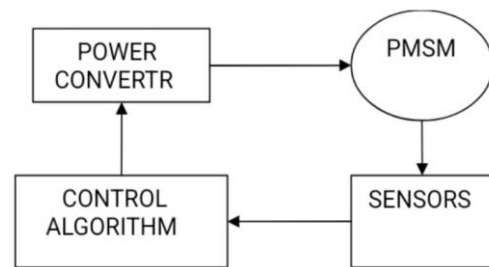 POWER
CONVERTR
PMSM
CONTROL
ALGORITHM
SENSORS